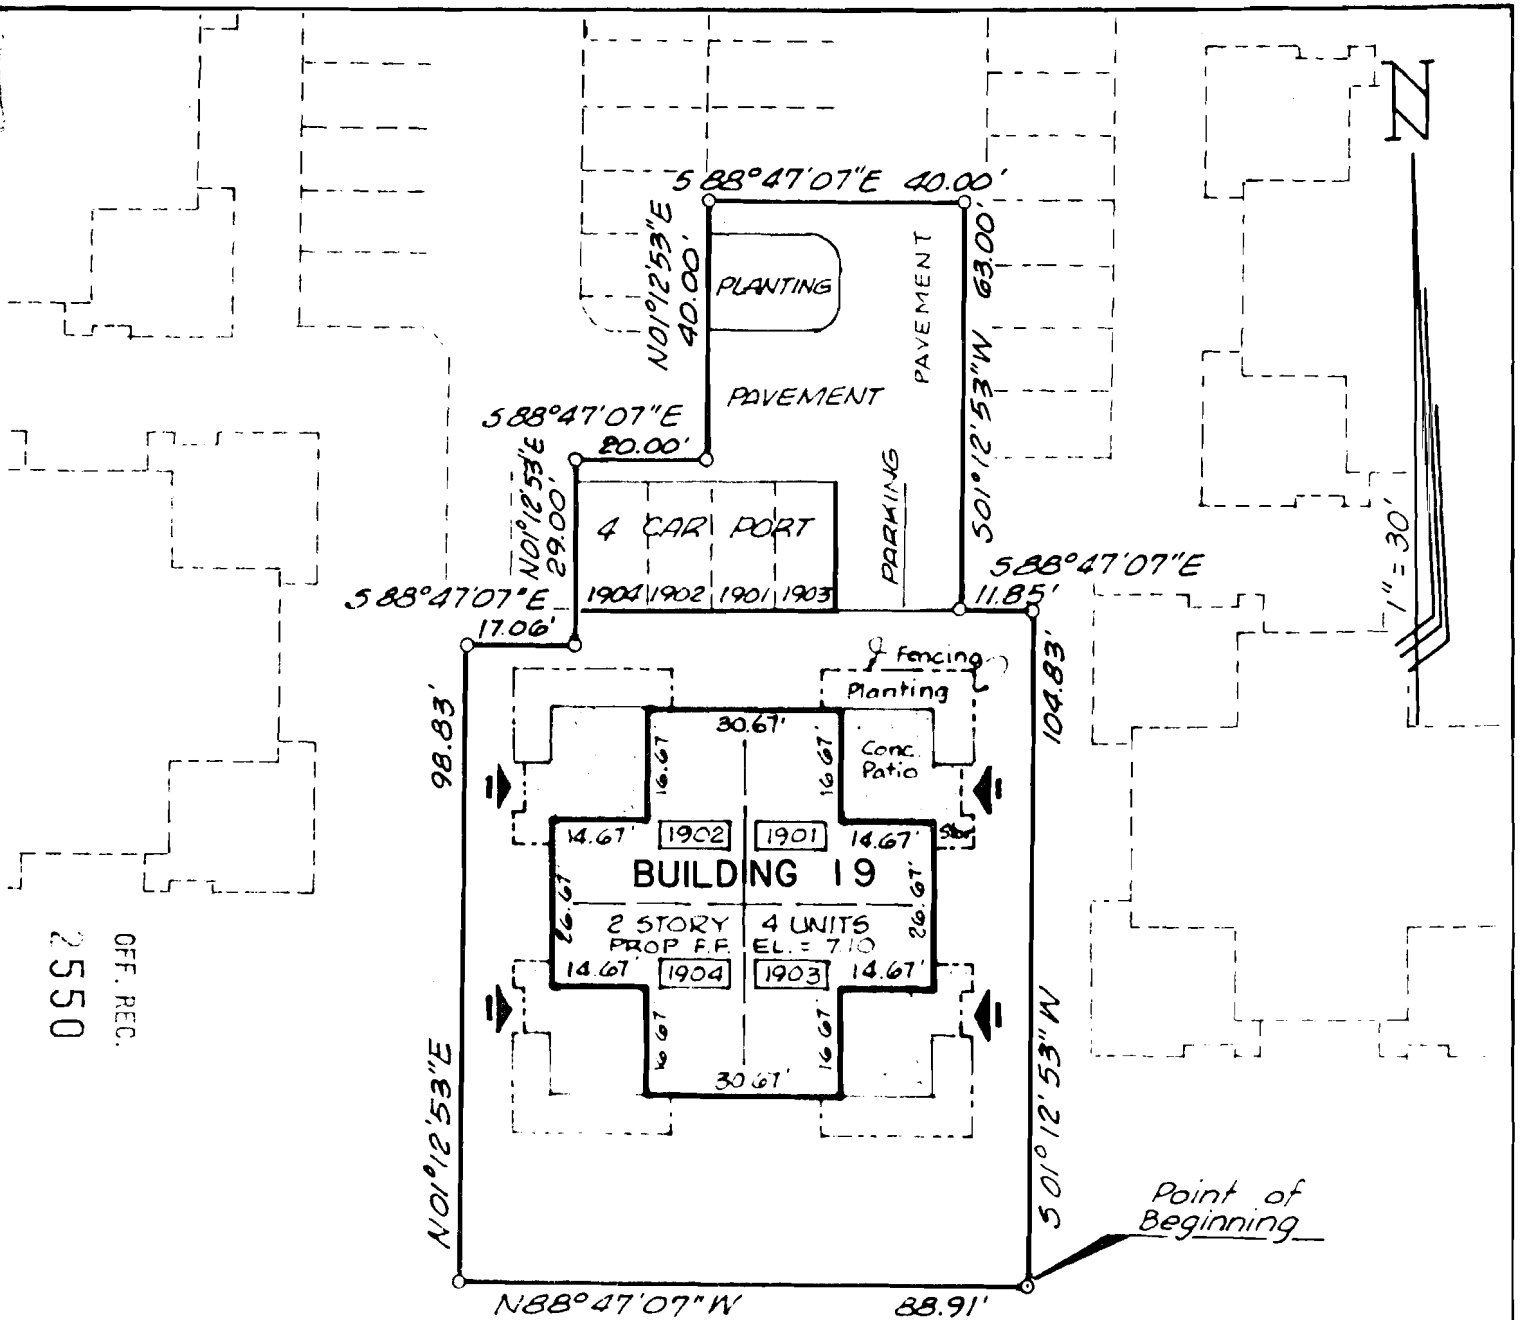 N
S 88°47'07"E 40.00'
N01°12'53"E
40.00'
PLANTING
PAVEMENT
S01°12'53"W 63.00'
PAVEMENT
S 88°47'07"E
20.00'
N01°12'53"E
29.00'
4 CAR PORT
PARKING
1904 1902 1901 1903
S 88°47'07"E
11.85'
1" = 30'
S 88°47'07"E
17.06'
Fencing
Planting
98.83'
104.83'
30.67'
16.67
16.67'
Conc.
Patio
14.67'
1902
1901
14.67'
Stor
BUILDING 19
26.67'
26.67'
2 STORY 4 UNITS
PROP F.F. EL. = 7.10
14.67'
1904
1903
14.67'
16.67
16.67'
30.67'
OFF. REC.
2550
N01°12'53"E
S 01°12'53"W
Point of
Beginning
N88°47'07"W 88.91'